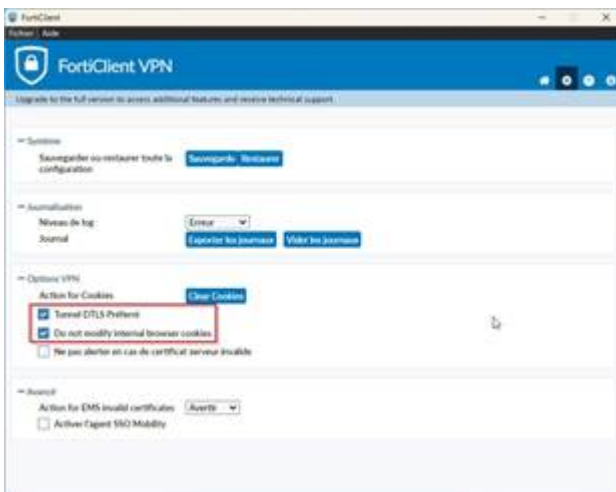 FortiClient
Fichier Aide
FortiClient VPN
Upgrade to the full version to access additional features and receive technical support.
Système
Sauvegarder ou restaurer toute la configuration
Sauvegarde Restaurer
Journalisation
Niveau de log Erreur
Journal Exporter les journaux Vider les journaux
Options VPN
Action for Cookies Clear Cookies
Tunnel DTLS Préféré
Do not modify internal browser cookies
Ne pas alerter en cas de certificat serveur invalide
Avancé
Action for EMS invalid certificates Avertir
Activer l'agent SSO Mobility